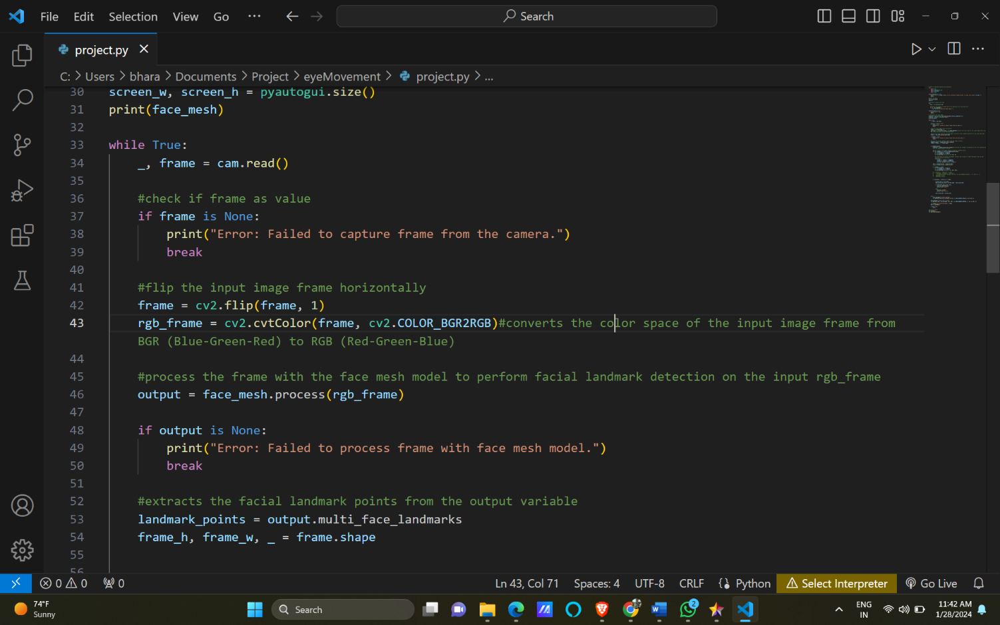 File Edit Selection View Go ··· Search
project.py
C: > Users > bhara > Documents > Project > eyeMovement > project.py > ...
30 screen_w, screen_h = pyautogui.size()
31 print(face_mesh)
32
33 while True:
34 _, frame = cam.read()
35
36 #check if frame as value
37 if frame is None:
38 print("Error: Failed to capture frame from the camera.")
39 break
40
41 #flip the input image frame horizontally
42 frame = cv2.flip(frame, 1)
43 rgb_frame = cv2.cvtColor(frame, cv2.COLOR_BGR2RGB)#converts the color space of the input image frame from
BGR (Blue-Green-Red) to RGB (Red-Green-Blue)
44
45 #process the frame with the face mesh model to perform facial landmark detection on the input rgb_frame
46 output = face_mesh.process(rgb_frame)
47
48 if output is None:
49 print("Error: Failed to process frame with face mesh model.")
50 break
51
52 #extracts the facial landmark points from the output variable
53 landmark_points = output.multi_face_landmarks
54 frame_h, frame_w, _ = frame.shape
55
56
0 0 0 Ln 43, Col 71 Spaces: 4 UTF-8 CRLF Python Select Interpreter Go Live
74°F
Sunny
Search
2
ENG
IN
11:42 AM
1/28/2024